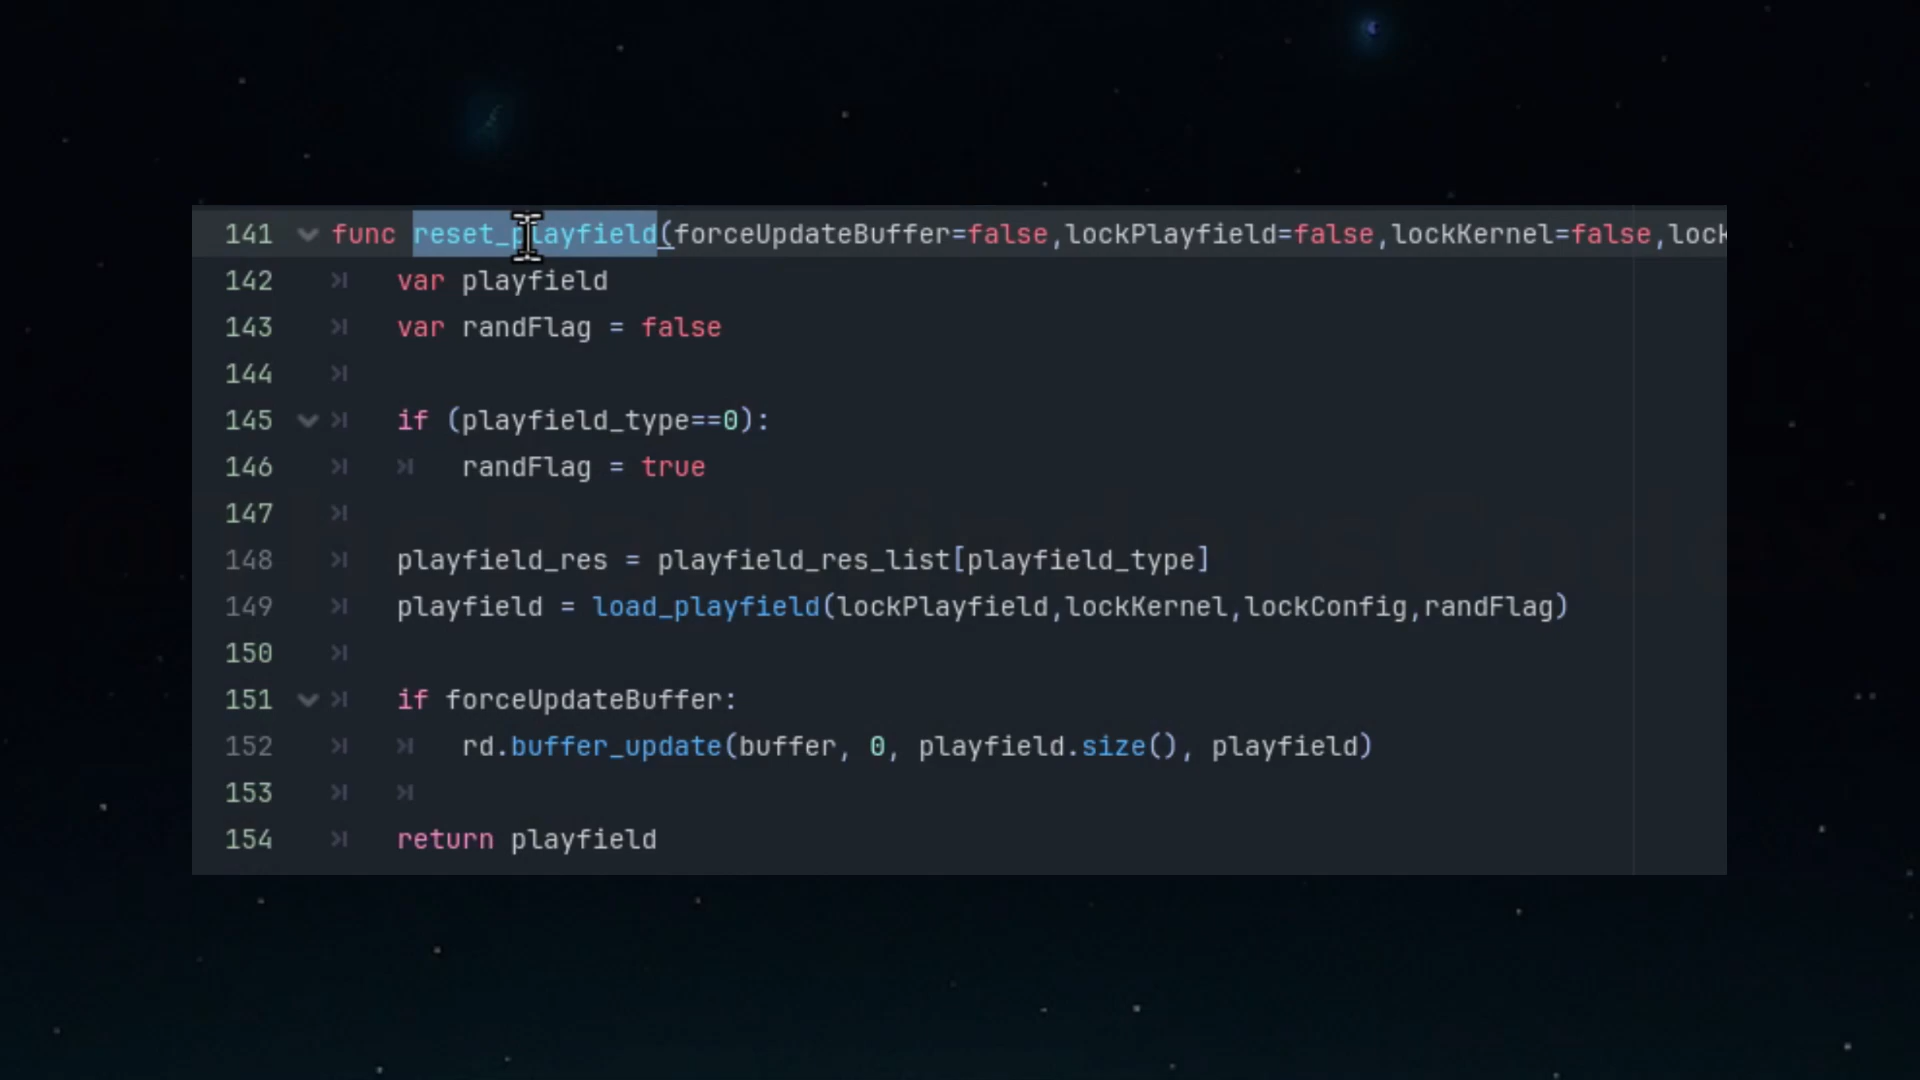 141 func reset_playfield(forceUpdateBuffer=false,lockPlayfield=false,lockKernel=false,lock
142 var playfield
143 var randFlag = false
144
145 if (playfield_type==0):
146 randFlag = true
147
148 playfield_res = playfield_res_list[playfield_type]
149 playfield = load_playfield(lockPlayfield,lockKernel,lockConfig,randFlag)
150
151 if forceUpdateBuffer:
152 rd.buffer_update(buffer, 0, playfield.size(), playfield)
153
154 return playfield